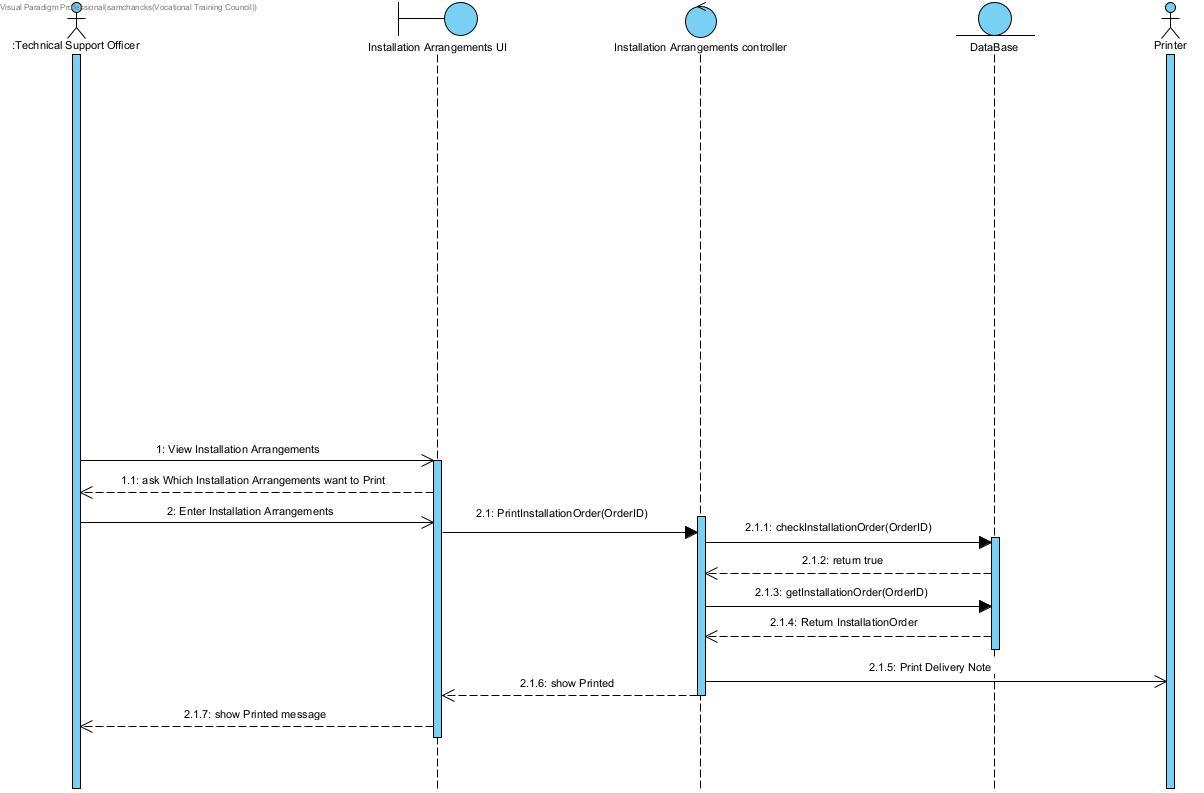 Visual Paradigm Professional(samchancks(Vocational Training Council))
:Technical Support Officer
Installation Arrangements UI
Installation Arrangements controller
DataBase
Printer
1: View Installation Arrangements
1.1: ask Which Installation Arrangements want to Print
2: Enter Installation Arrangements
2.1: PrintInstallationOrder(OrderID)
2.1.1: checkInstallationOrder(OrderID)
2.1.2: return true
2.1.3: getInstallationOrder(OrderID)
2.1.4: Return InstallationOrder
2.1.5: Print Delivery Note
2.1.6: show Printed
2.1.7: show Printed message